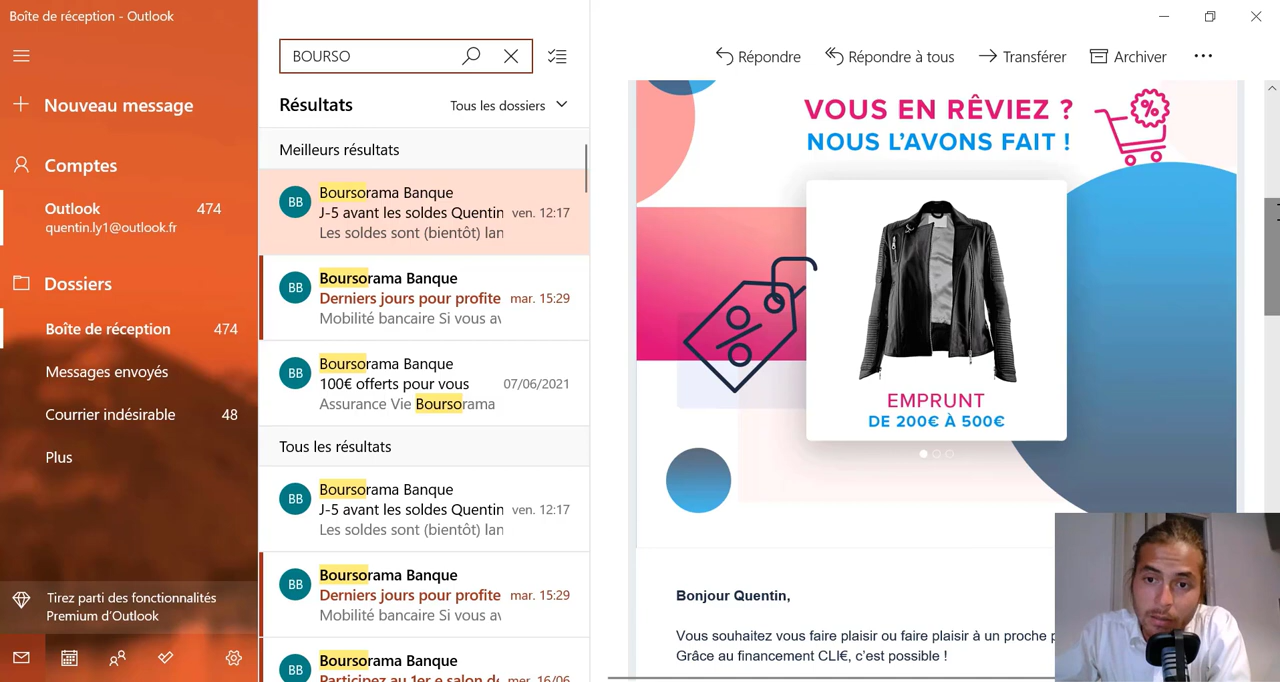 Boîte de réception - Outlook
Nouveau message
Comptes
Outlook 474
quentin.ly1@outlook.fr
Dossiers
Boîte de réception 474
Messages envoyés
Courrier indésirable 48
Plus
Tirez parti des fonctionnalités
Premium d'Outlook
BOURSO
Résultats Tous les dossiers
Meilleurs résultats
BB
Boursorama Banque
J-5 avant les soldes Quentin ven. 12:17
Les soldes sont (bientôt) lan
BB
Boursorama Banque
Derniers jours pour profite mar. 15:29
Mobilité bancaire Si vous av
BB
Boursorama Banque
100€ offerts pour vous 07/06/2021
Assurance Vie Boursorama
Tous les résultats
BB
Boursorama Banque
J-5 avant les soldes Quentin ven. 12:17
Les soldes sont (bientôt) lan
BB
Boursorama Banque
Derniers jours pour profite mar. 15:29
Mobilité bancaire Si vous av
BB
Boursorama Banque
Participez au 1er e salon de mer. 16/06
Répondre Répondre à tous Transférer Archiver
VOUS EN RÊVIEZ ?
NOUS L'AVONS FAIT !
%
%
EMPRUNT
DE 200€ À 500€
Bonjour Quentin,
Vous souhaitez vous faire plaisir ou faire plaisir à un proche
Grâce au financement CLI€, c'est possible !